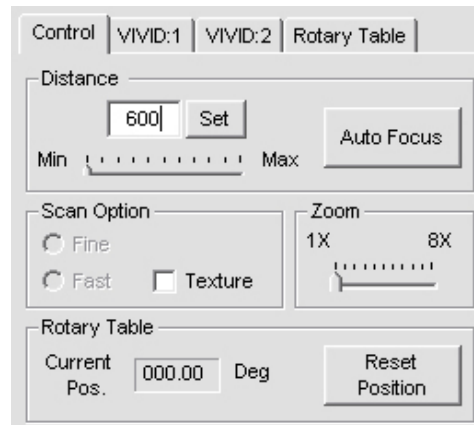 Control VIVID:1 VIVID:2 Rotary Table
Distance
600 Set
Auto Focus
Min Max
Scan Option
Fine
Fast Texture
Zoom
1X 8X
Rotary Table
Current
Pos.
000.00 Deg
Reset
Position